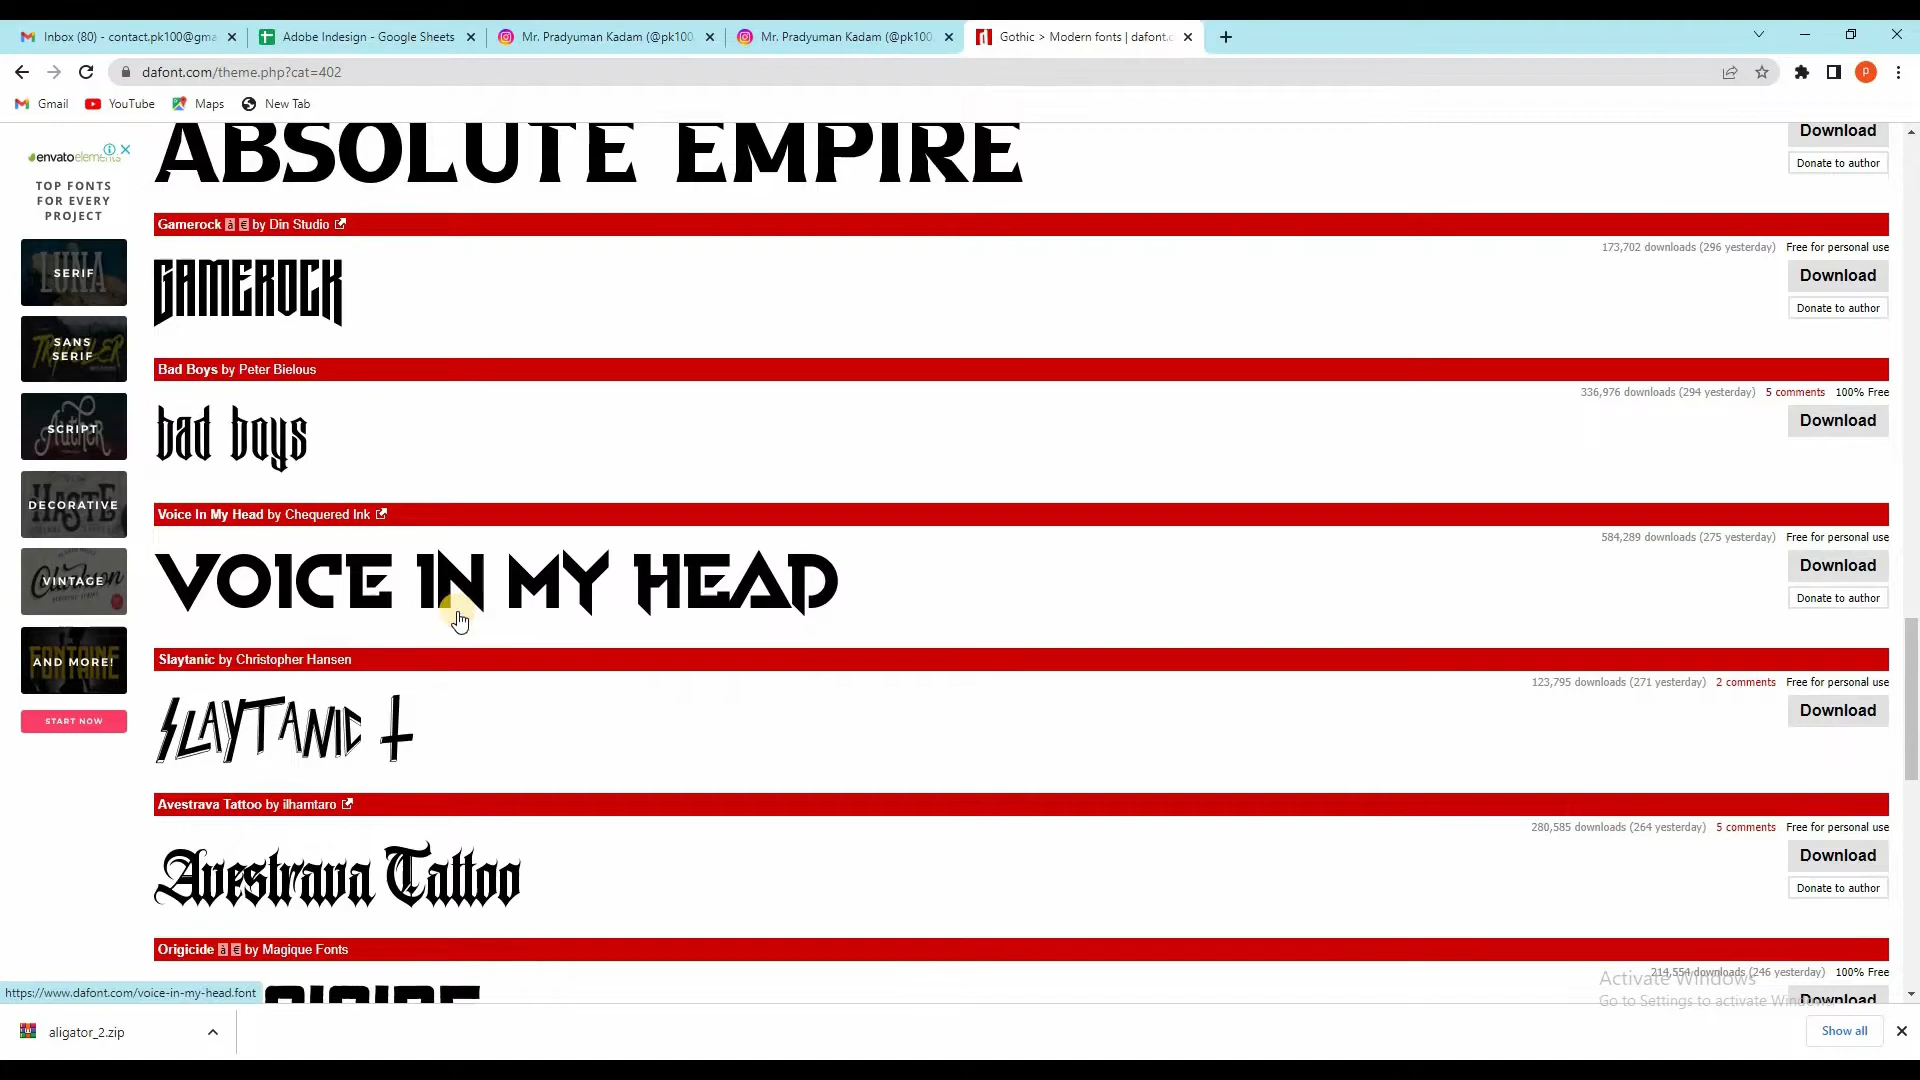 Inbox (80) - contact.pk100@gma
Adobe Indesign - Google Sheets
Mr. Pradyuman Kadam (@pk100
Mr. Pradyuman Kadam (@pk100
Gothic > Modern fonts | dafont.c
dafont.com/theme.php?cat=402
P
Gmail
YouTube
Maps
New Tab
envatoelements
TOP FONTS
FOR EVERY
PROJECT
SERIF
SANS
SERIF
SCRIPT
DECORATIVE
VINTAGE
AND MORE!
START NOW
ABSOLUTE EMPIRE
Download
Donate to author
Gamerock à € by Din Studio
173,702 downloads (296 yesterday) Free for personal use
GAMEROCK
Download
Donate to author
Bad Boys by Peter Bielous
336,976 downloads (294 yesterday) 5 comments 100% Free
bad boys
Download
Voice In My Head by Chequered Ink
584,289 downloads (275 yesterday) Free for personal use
VOICE IN MY HEAD
Download
Donate to author
Slaytanic by Christopher Hansen
123,795 downloads (271 yesterday) 2 comments Free for personal use
SLAYTANIC
Download
Avestrava Tattoo by ilhamtaro
280,585 downloads (264 yesterday) 5 comments Free for personal use
Avestrava Tattoo
Download
Donate to author
Origicide à € by Magique Fonts
214,554 downloads (246 yesterday) 100% Free
Download
Activate Windows
Go to Settings to activate Windows.
https://www.dafont.com/voice-in-my-head.font
aligator_2.zip
Show all